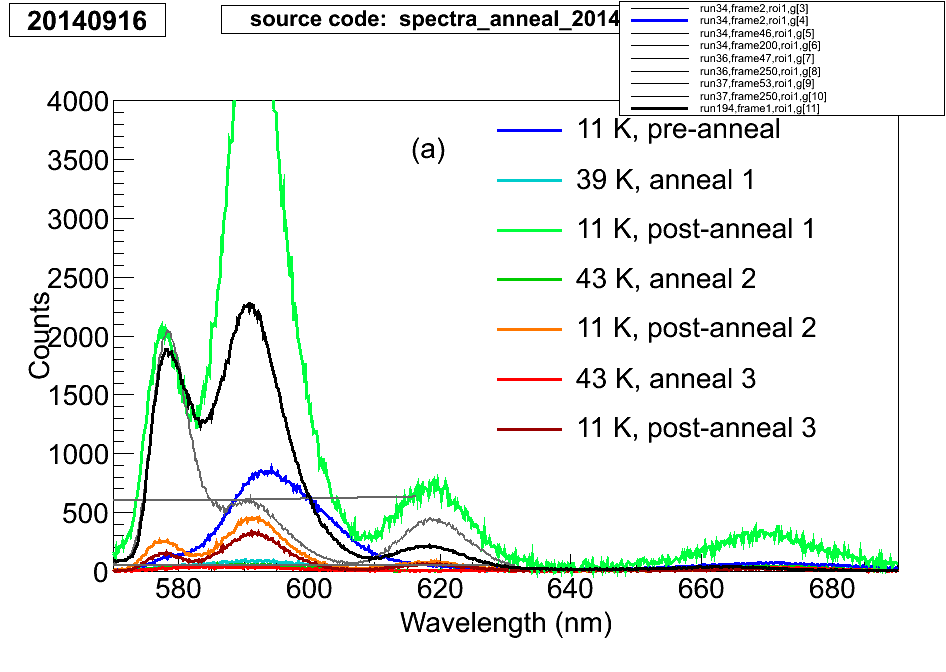 20140916
source code: spectra_anneal_2014
run34,frame2,roi1,g[3]
run34,frame2,roi1,g[4]
run34,frame46,roi1,g[5]
run34,frame200,roi1,g[6]
run36,frame47,roi1,g[7]
run36,frame250,roi1,g[8]
run37,frame53,roi1,g[9]
run37,frame250,roi1,g[10]
run194,frame1,roi1,g[11]
(a)
11 K, pre-anneal
39 K, anneal 1
11 K, post-anneal 1
43 K, anneal 2
11 K, post-anneal 2
43 K, anneal 3
11 K, post-anneal 3
Counts
4000
3500
3000
2500
2000
1500
1000
500
0
580 600 620 640 660 680
Wavelength (nm)